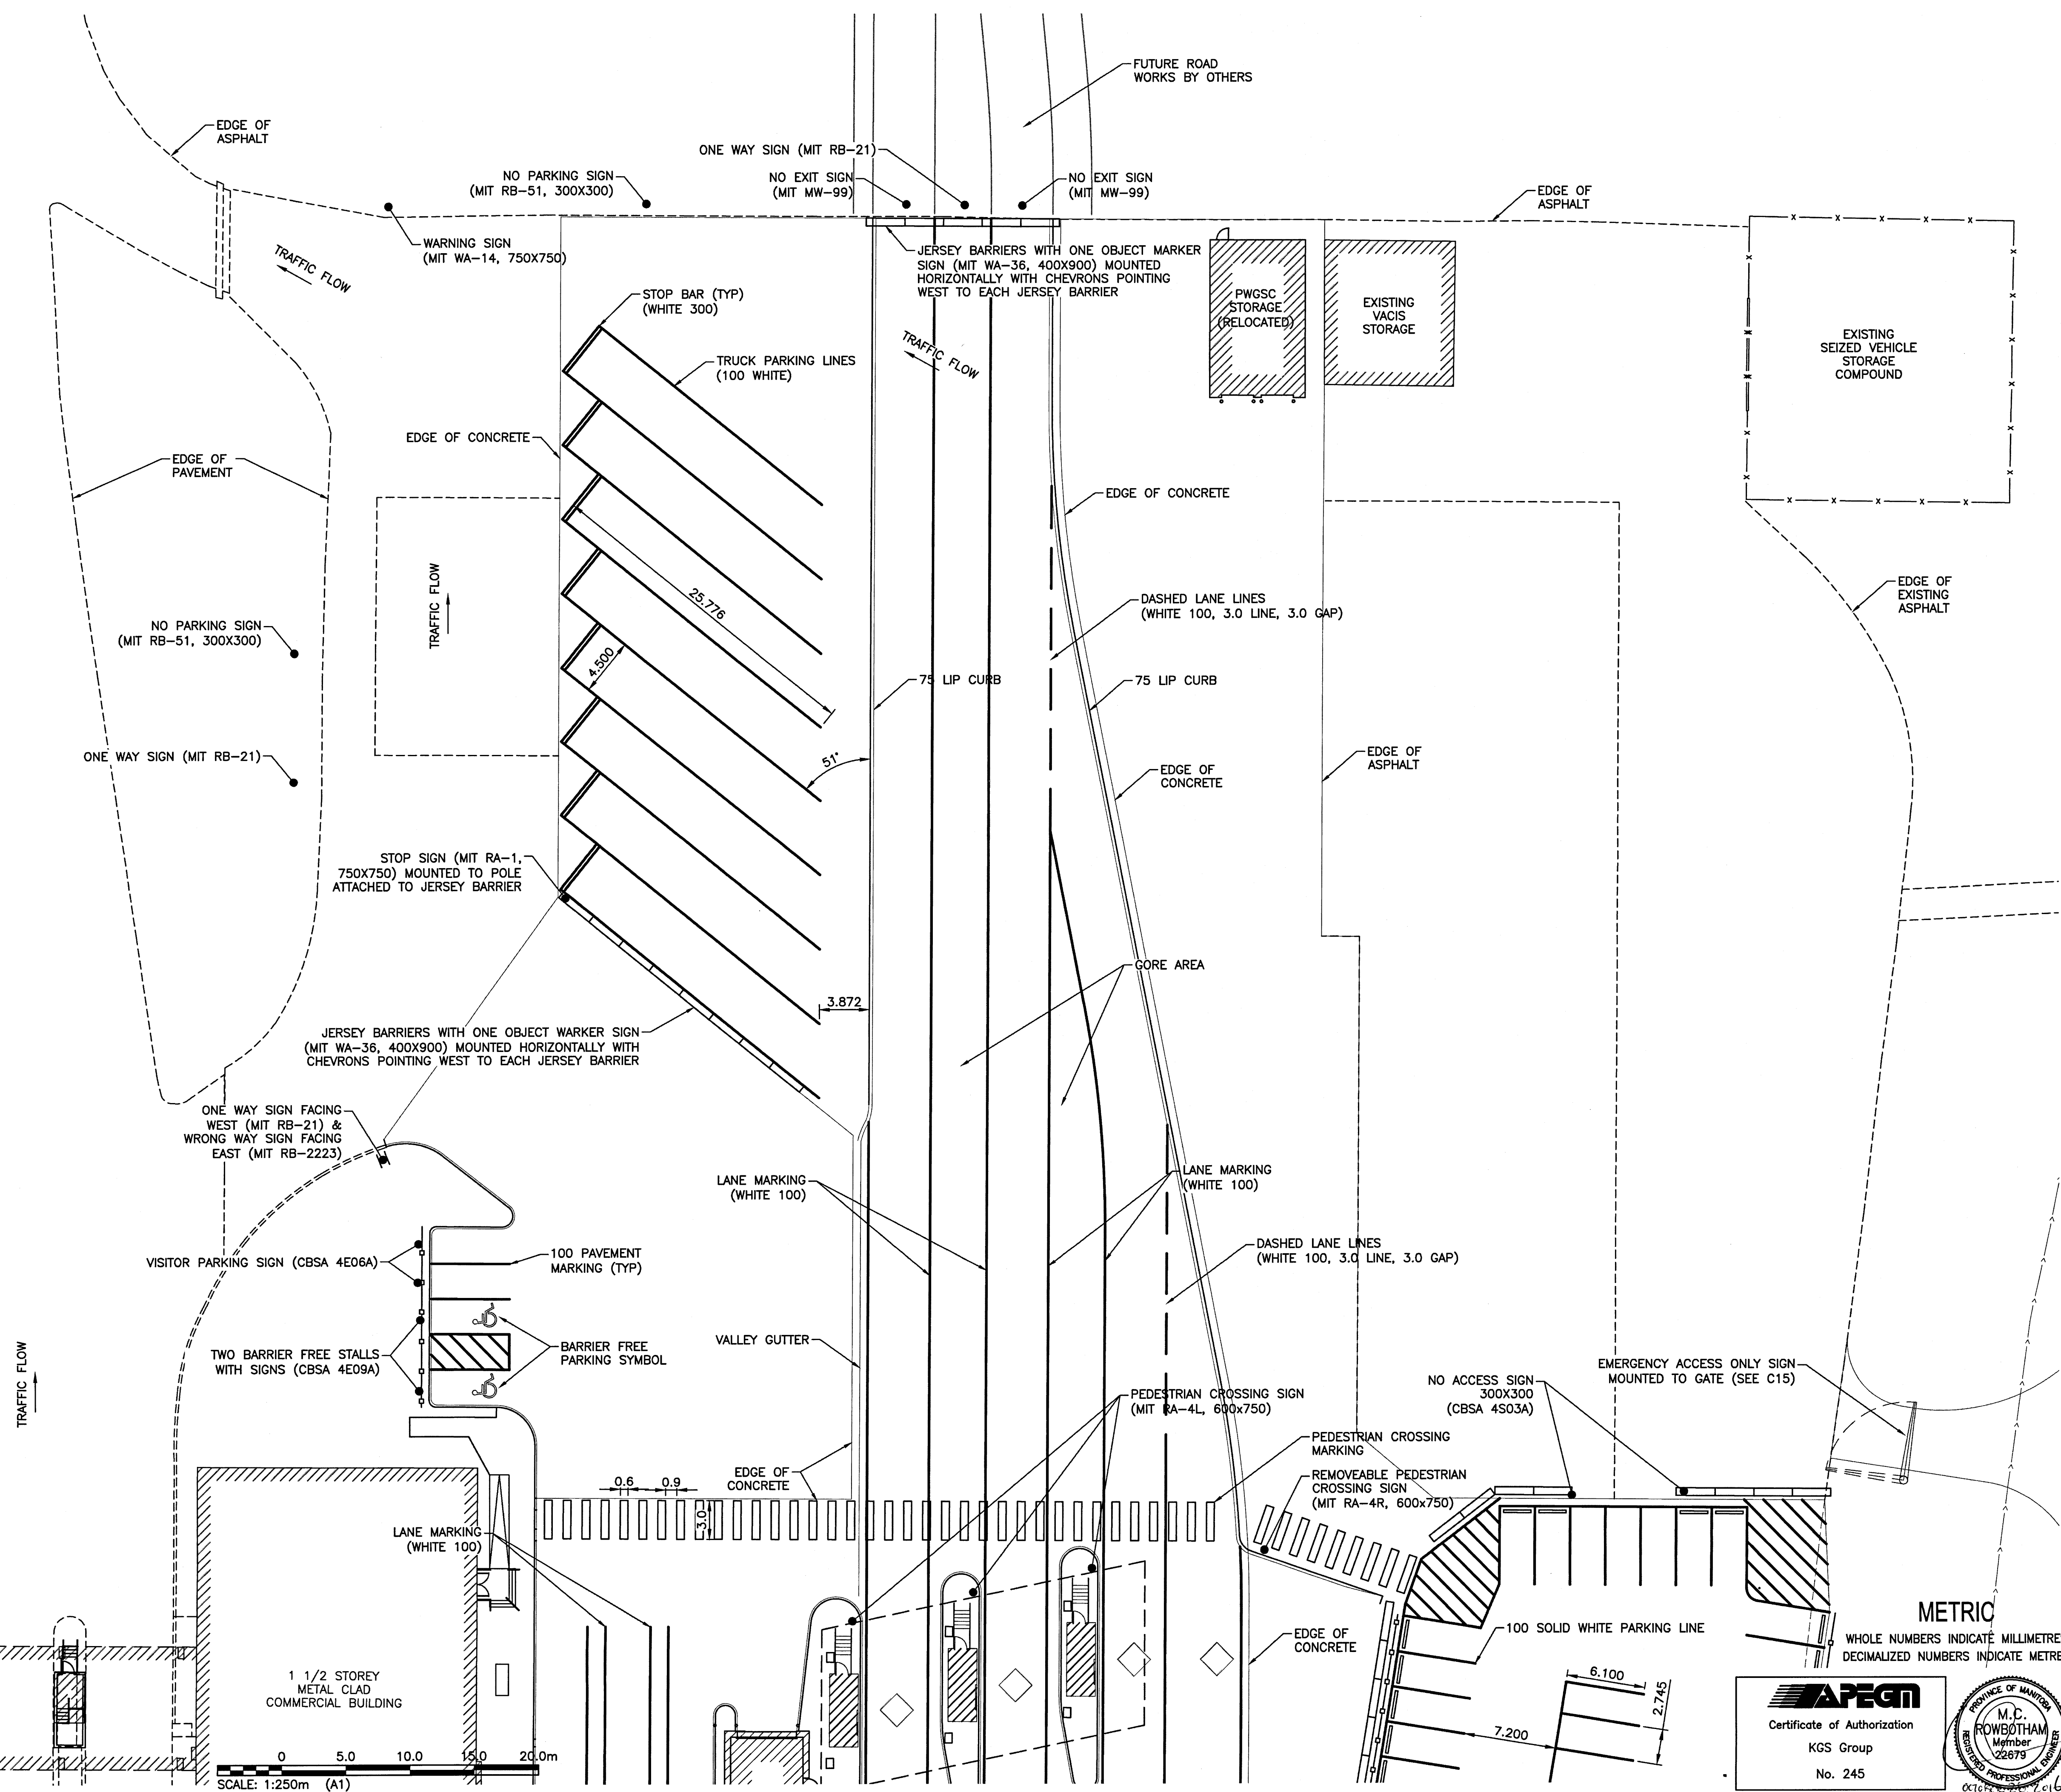 FUTURE ROAD
WORKS BY OTHERS
EDGE OF
ASPHALT
ONE WAY SIGN (MIT RB-21)
NO PARKING SIGN
(MIT RB-51, 300X300)
NO EXIT SIGN
(MIT MW-99)
NO EXIT SIGN
(MIT MW-99)
EDGE OF
ASPHALT
WARNING SIGN
(MIT WA-14, 750X750)
TRAFFIC FLOW
JERSEY BARRIERS WITH ONE OBJECT MARKER
SIGN (MIT WA-36, 400X900) MOUNTED
HORIZONTALLY WITH CHEVRONS POINTING
WEST TO EACH JERSEY BARRIER
STOP BAR (TYP)
(WHITE 300)
PWGSC
STORAGE
(RELOCATED)
EXISTING
VACIS
STORAGE
EXISTING
SEIZED VEHICLE
STORAGE
COMPOUND
TRAFFIC FLOW
TRUCK PARKING LINES
(100 WHITE)
EDGE OF CONCRETE
EDGE OF
PAVEMENT
EDGE OF CONCRETE
TRAFFIC FLOW
25.776
DASHED LANE LINES
(WHITE 100, 3.0 LINE, 3.0 GAP)
EDGE OF
EXISTING
ASPHALT
NO PARKING SIGN
(MIT RB-51, 300X300)
4.500
75 LIP CURB
75 LIP CURB
ONE WAY SIGN (MIT RB-21)
51°
EDGE OF
CONCRETE
EDGE OF
ASPHALT
STOP SIGN (MIT RA-1,
750X750) MOUNTED TO POLE
ATTACHED TO JERSEY BARRIER
GORE AREA
3.872
JERSEY BARRIERS WITH ONE OBJECT WARKER SIGN
(MIT WA-36, 400X900) MOUNTED HORIZONTALLY WITH
CHEVRONS POINTING WEST TO EACH JERSEY BARRIER
ONE WAY SIGN FACING
WEST (MIT RB-21) &
WRONG WAY SIGN FACING
EAST (MIT RB-2223)
LANE MARKING
(WHITE 100)
LANE MARKING
(WHITE 100)
VISITOR PARKING SIGN (CBSA 4E06A)
100 PAVEMENT
MARKING (TYP)
DASHED LANE LINES
(WHITE 100, 3.0 LINE, 3.0 GAP)
TRAFFIC FLOW
TWO BARRIER FREE STALLS
WITH SIGNS (CBSA 4E09A)
BARRIER FREE
PARKING SYMBOL
VALLEY GUTTER
EMERGENCY ACCESS ONLY SIGN
MOUNTED TO GATE (SEE C15)
NO ACCESS SIGN
300X300
(CBSA 4S03A)
PEDESTRIAN CROSSING SIGN
(MIT RA-4L, 600x750)
PEDESTRIAN CROSSING
MARKING
EDGE OF
CONCRETE
REMOVEABLE PEDESTRIAN
CROSSING SIGN
(MIT RA-4R, 600x750)
0.6
0.9
3.0
LANE MARKING
(WHITE 100)
1 1/2 STOREY
METAL CLAD
COMMERCIAL BUILDING
EDGE OF
CONCRETE
100 SOLID WHITE PARKING LINE
6.100
2.745
7.200
METRIC
WHOLE NUMBERS INDICATE MILLIMETRE
DECIMALIZED NUMBERS INDICATE METRE
APEGM
Certificate of Authorization
KGS Group
No. 245
PROVINCE OF MANITOBA
M.C.
ROWBOTHAM
Member
22679
REGISTERED PROFESSIONAL ENGINEER
0 5.0 10.0 15.0 20.0m
SCALE: 1:250m (A1)